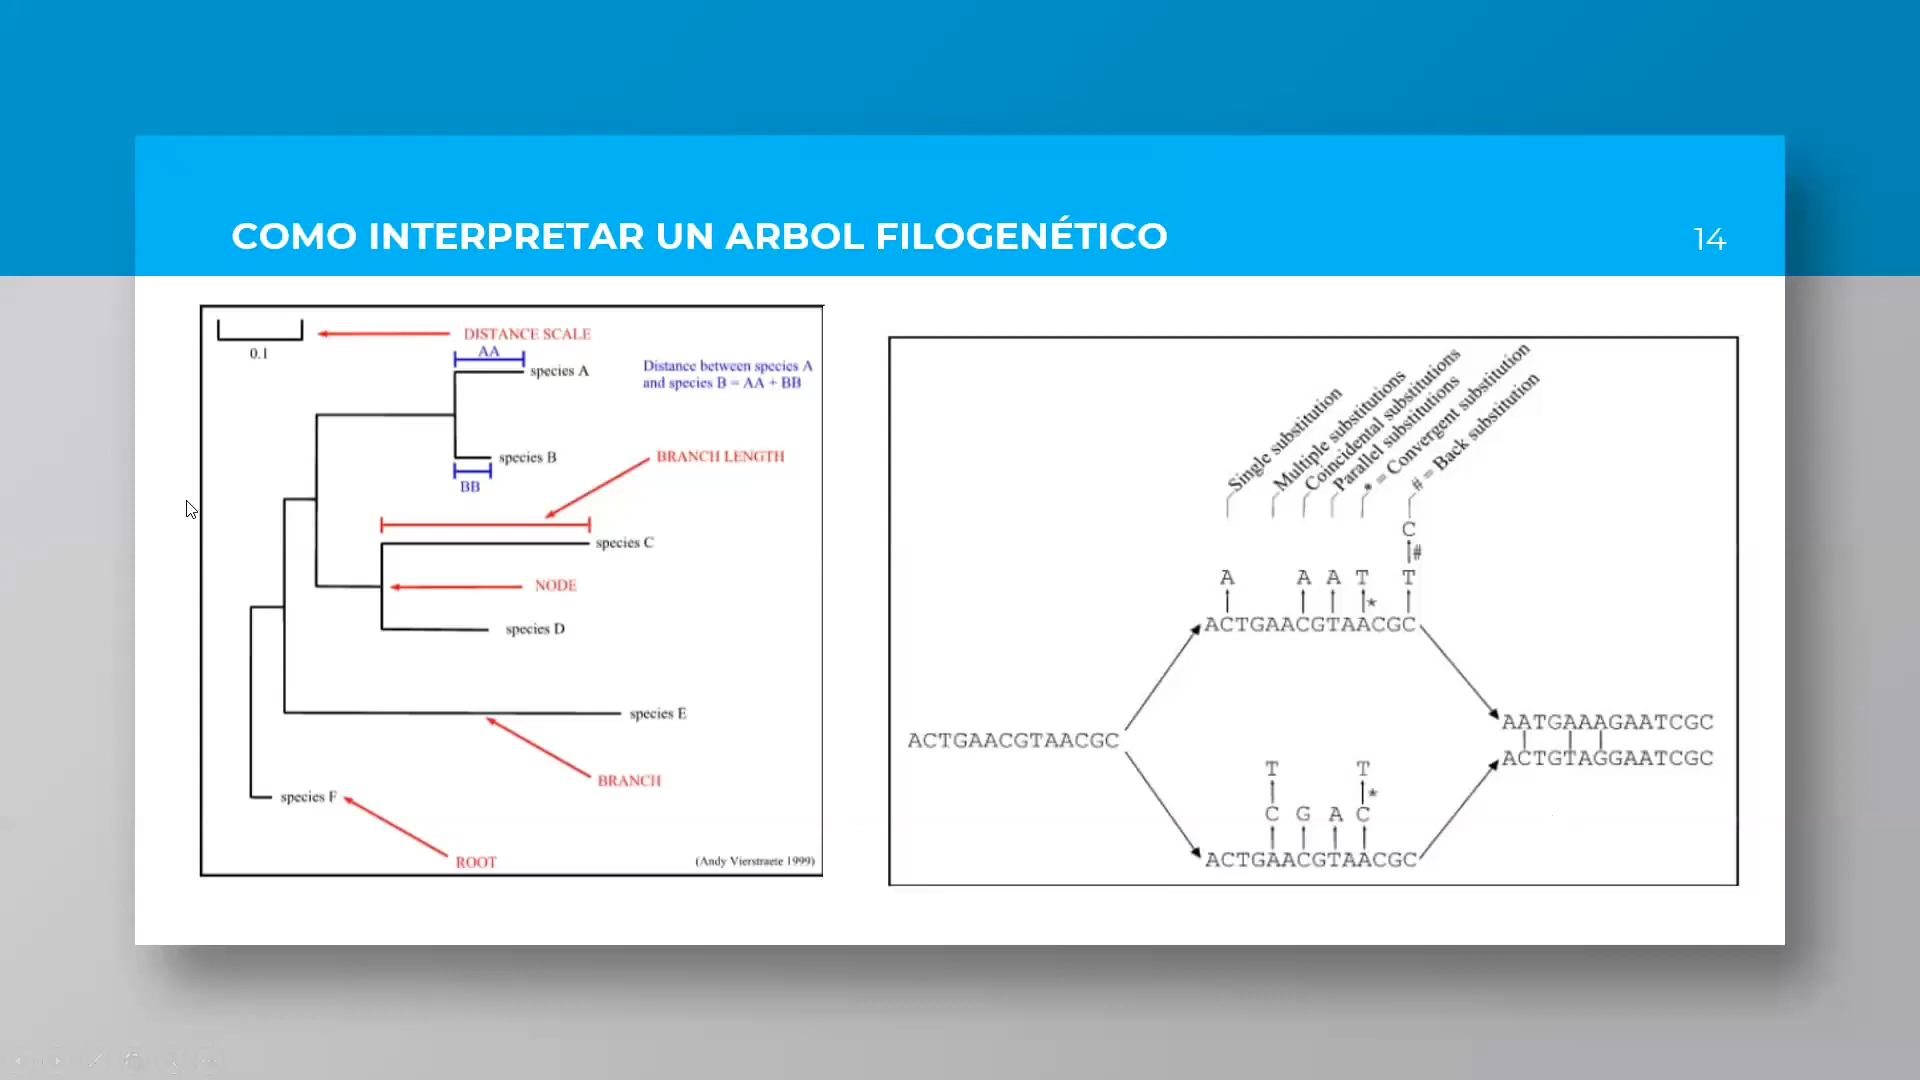 COMO INTERPRETAR UN ARBOL FILOGENÉTICO
14
DISTANCE SCALE
0.1
AA
species A
Distance between species A
and species B = AA + BB
species B
BB
BRANCH LENGTH
species C
NODE
species D
species E
BRANCH
species F
ROOT
(Andy Vierstraete 1999)
Single substitution
Multiple substitutions
Coincidental substitutions
Parallel substitutions
* = Convergent substitution
# = Back substitution
C
#
A A A T T
*
ACTGAACGTAACGC
AATGAAAGAATCGC
ACTGAACGTAACGC
ACTGTAGGAATCGC
T T
*
C G A C
ACTGAACGTAACGC